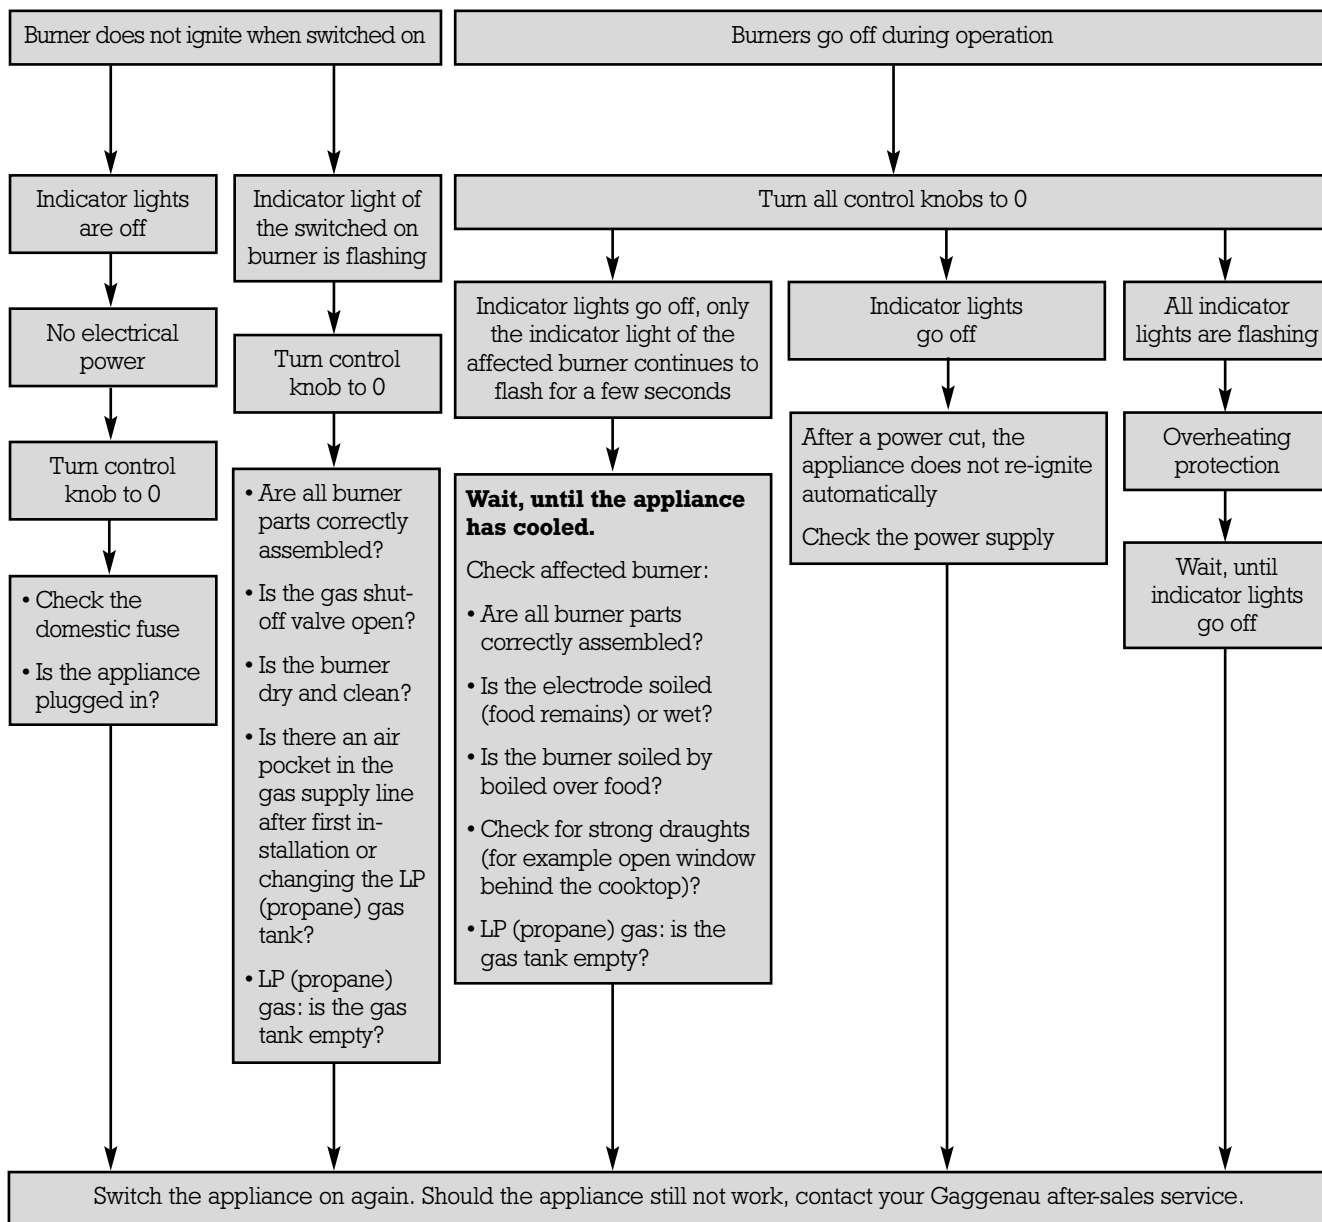 Burner does not ignite when switched on
Burners go off during operation
Indicator lights
are off
Indicator light of
the switched on
burner is flashing
Turn all control knobs to 0
No electrical
power
Turn control
knob to 0
Indicator lights go off, only
the indicator light of the
affected burner continues to
flash for a few seconds
Indicator lights
go off
All indicator
lights are flashing
Turn control
knob to 0
• Are all burner
parts correctly
assembled?
• Is the gas shut-
off valve open?
• Is the burner
dry and clean?
• Is there an air
pocket in the
gas supply line
after first in-
stallation or
changing the LP
(propane) gas
tank?
• LP (propane)
gas: is the gas
tank empty?
Wait, until the appliance
has cooled.
Check affected burner:
• Are all burner parts
correctly assembled?
• Is the electrode soiled
(food remains) or wet?
• Is the burner soiled by
boiled over food?
• Check for strong draughts
(for example open window
behind the cooktop)?
• LP (propane) gas: is the
gas tank empty?
After a power cut, the
appliance does not re-ignite
automatically
Check the power supply
Overheating
protection
Wait, until
indicator lights
go off
• Check the
domestic fuse
• Is the appliance
plugged in?
Switch the appliance on again. Should the appliance still not work, contact your Gaggenau after-sales service.